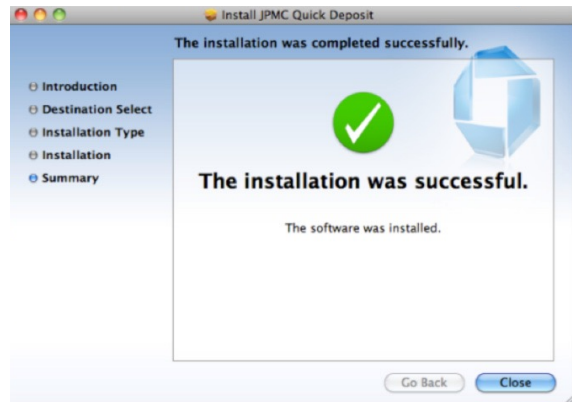 Install JPMC Quick Deposit
The installation was completed successfully.
Introduction
Destination Select
Installation Type
Installation
Summary
The installation was successful.
The software was installed.
Go Back
Close